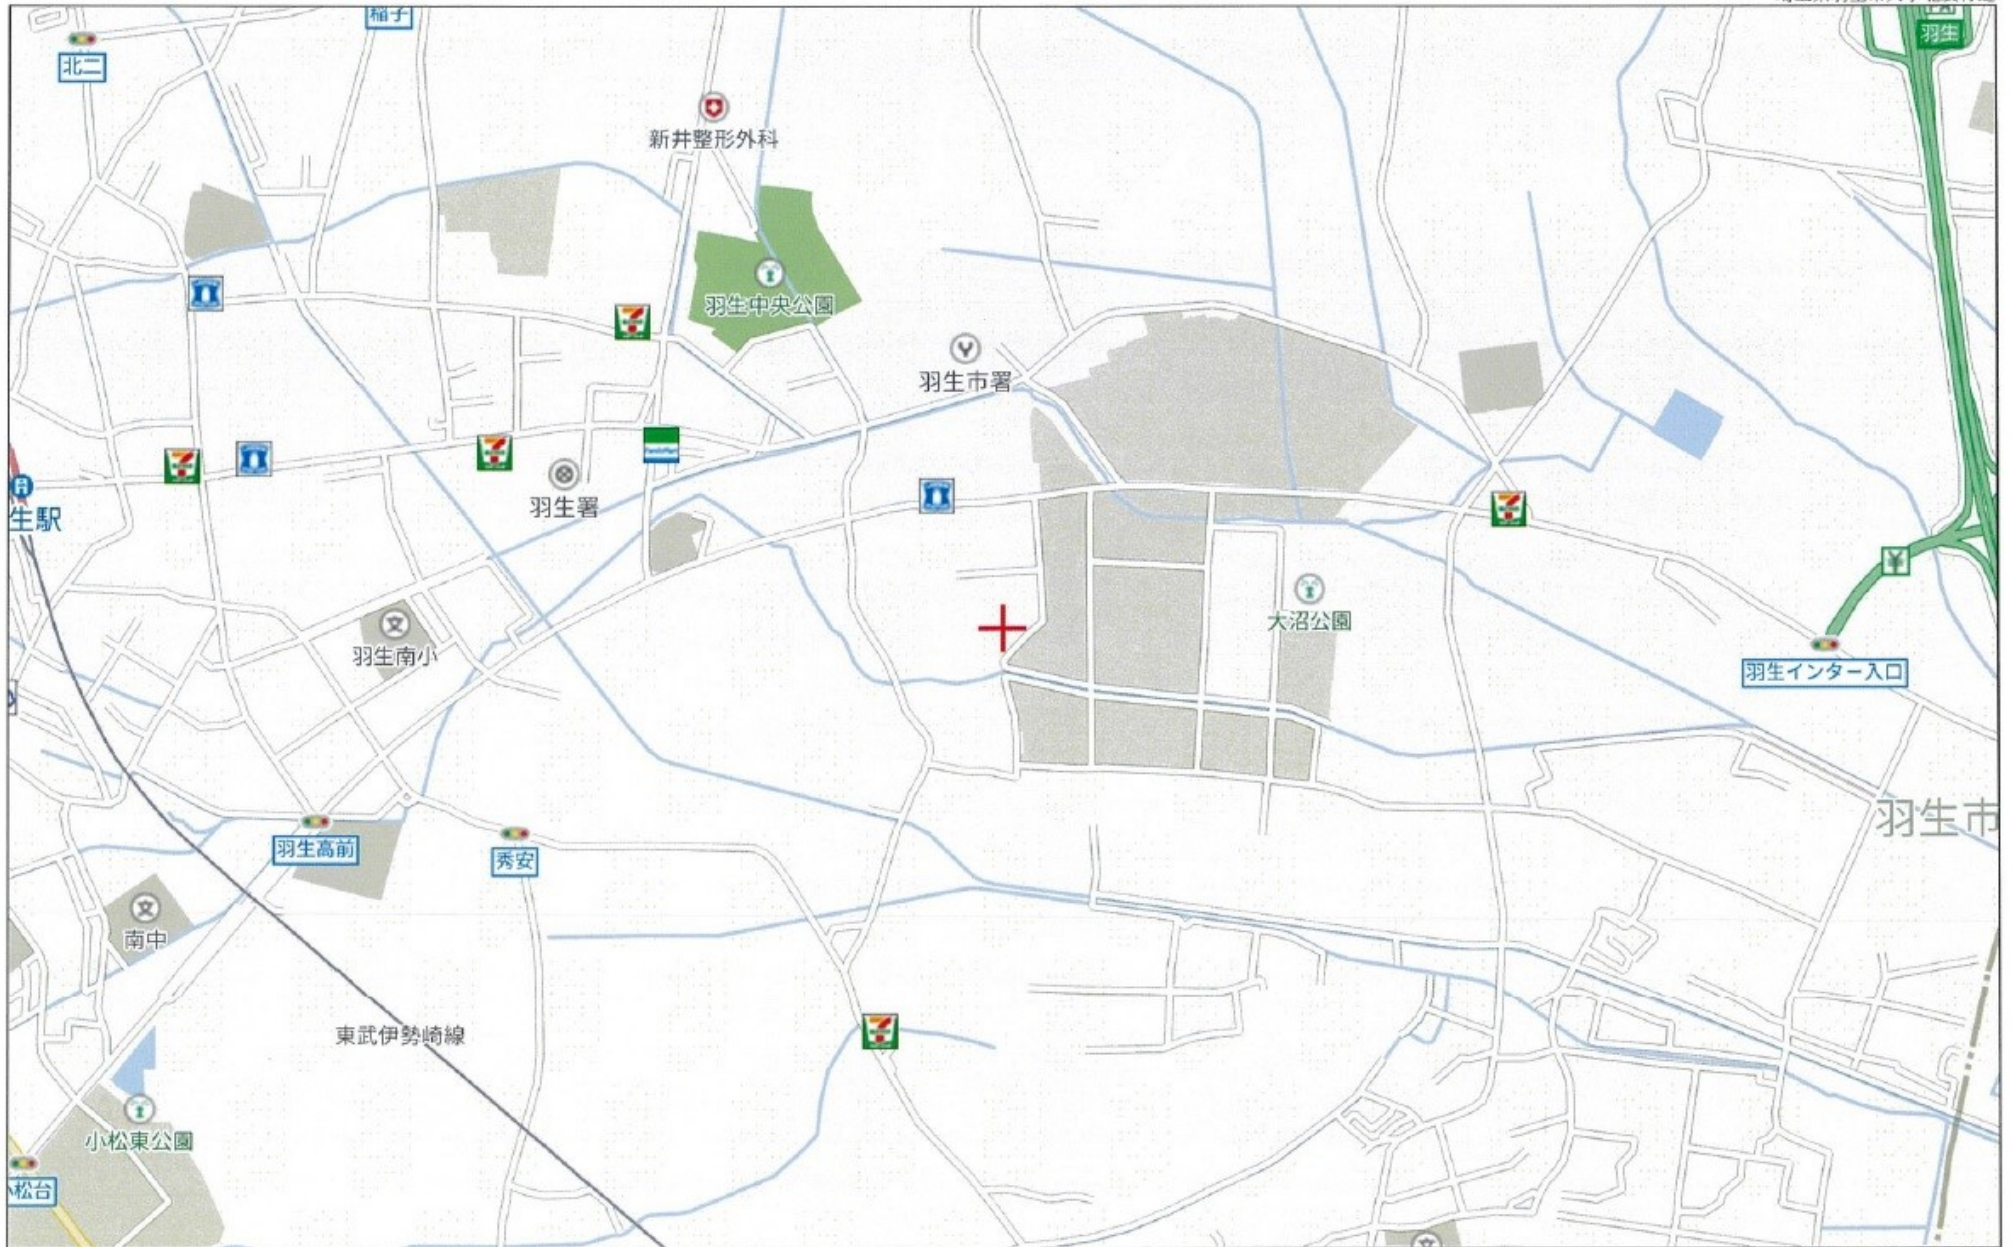 稲子
羽生
北二
新井整形外科
羽生中央公園
羽生市署
生駅
羽生署
大沼公園
羽生南小
羽生インター入口
羽生市
羽生高前
秀安
南中
東武伊勢崎線
小松東公園
松台